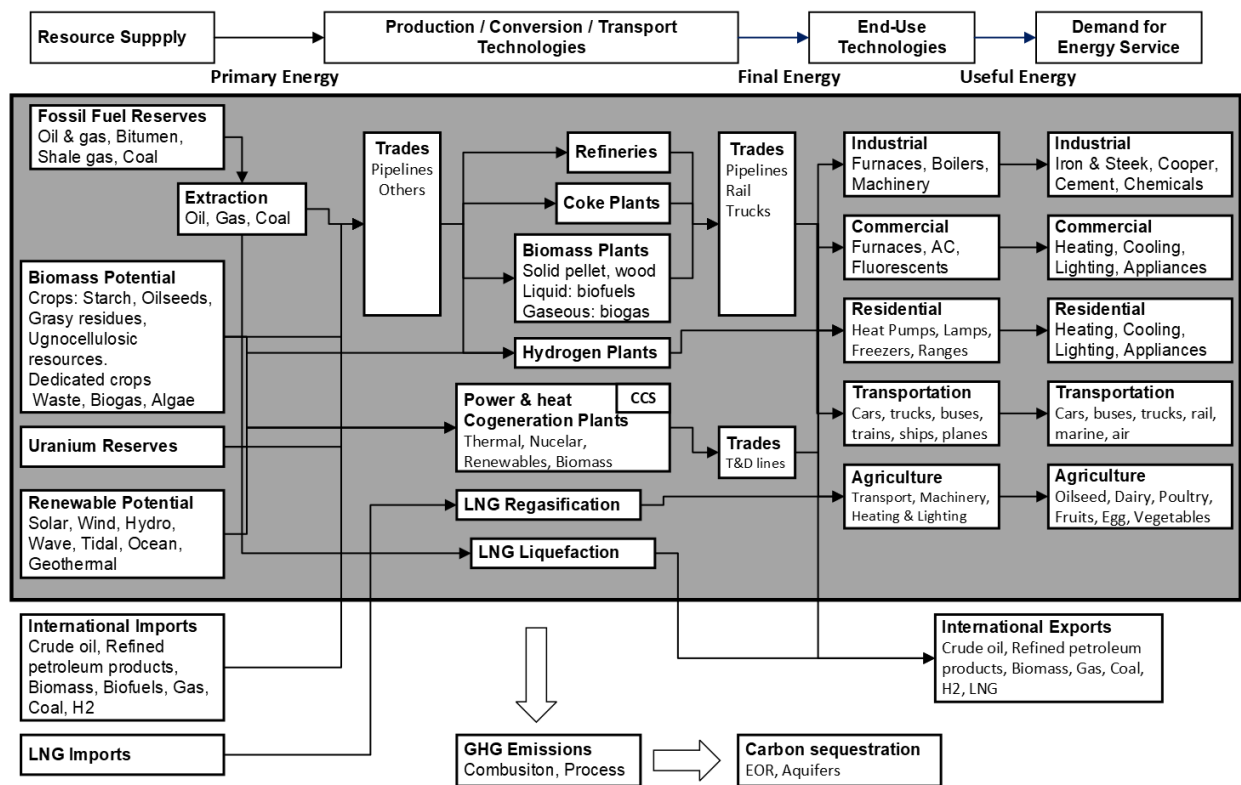 Resource Suppply
Production / Conversion / Transport
Technologies
End-Use
Technologies
Demand for
Energy Service
Primary Energy
Final Energy
Useful Energy
Fossil Fuel Reserves
Oil & gas, Bitumen,
Shale gas, Coal
Extraction
Oil, Gas, Coal
Biomass Potential
Crops: Starch, Oilseeds,
Grasy residues,
Ugnocellulosic
resources.
Dedicated crops
Waste, Biogas, Algae
Uranium Reserves
Renewable Potential
Solar, Wind, Hydro,
Wave, Tidal, Ocean,
Geothermal
Trades
Pipelines
Others
Refineries
Coke Plants
Biomass Plants
Solid pellet, wood
Liquid: biofuels
Gaseous: biogas
Hydrogen Plants
Power & heat
CCS
Cogeneration Plants
Thermal, Nucelar,
Renewables, Biomass
LNG Regasification
LNG Liquefaction
Trades
Pipelines
Rail
Trucks
Trades
T&D lines
Industrial
Furnaces, Boilers,
Machinery
Commercial
Furnaces, AC,
Fluorescents
Residential
Heat Pumps, Lamps,
Freezers, Ranges
Transportation
Cars, trucks, buses,
trains, ships, planes
Agriculture
Transport, Machinery,
Heating & Lighting
Industrial
Iron & Steek, Cooper,
Cement, Chemicals
Commercial
Heating, Cooling,
Lighting, Appliances
Residential
Heating, Cooling,
Lighting, Appliances
Transportation
Cars, buses, trucks, rail,
marine, air
Agriculture
Oilseed, Dairy, Poultry,
Fruits, Egg, Vegetables
International Imports
Crude oil, Refined
petroleum products,
Biomass, Biofuels, Gas,
Coal, H2
LNG Imports
International Exports
Crude oil, Refined petroleum
products, Biomass, Gas, Coal,
H2, LNG
GHG Emissions
Combusiton, Process
Carbon sequestration
EOR, Aquifers